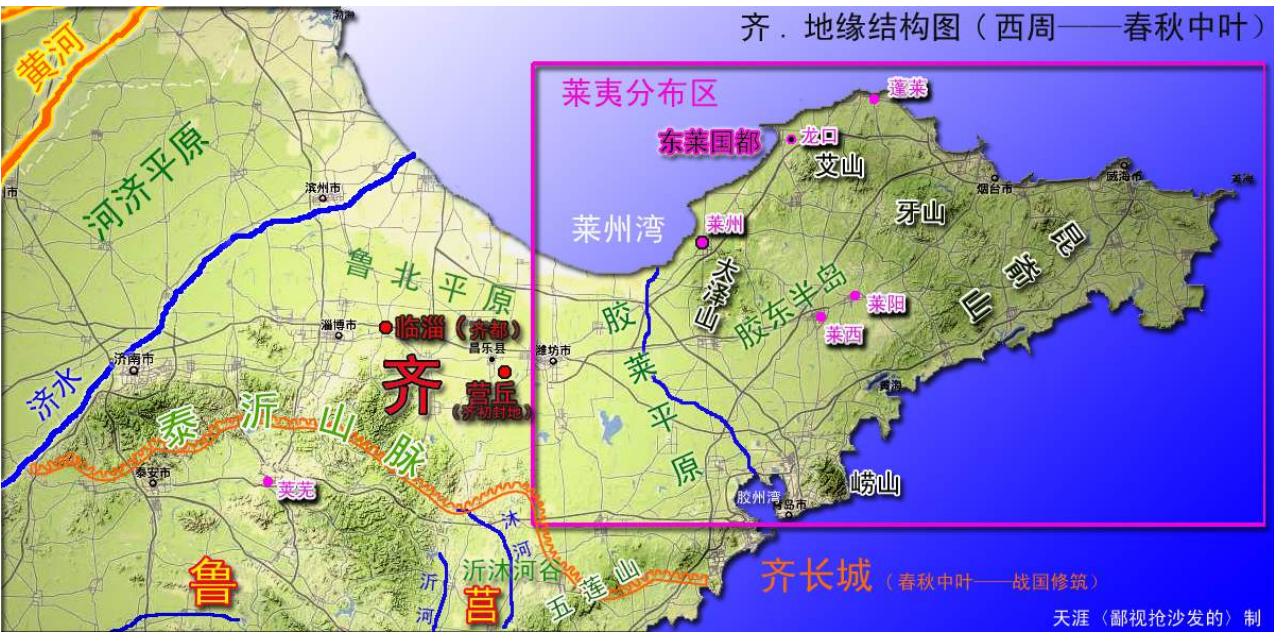 渤海
齐．地缘结构图（西周——春秋中叶）
黄河
莱夷分布区
蓬莱
东莱国都
龙口
艾山
河济平原
滨州市
烟台市
威海市
牙山
昆嵛山
莱州湾
莱州
大泽山
鲁北平原
胶东半岛
莱阳
莱西
胶莱平原
临淄（齐都）
淄博市
昌乐县
潍坊市
济南市
齐
营丘
（齐初封地）
黄海
济水
泰沂山脉
泰安市
莱芜
崂山
胶州湾
青岛市
沐河
沂沐河谷
沂河
鲁
莒
五莲山
齐长城（春秋中叶——战国修筑）
天涯〈鄙视抢沙发的〉制